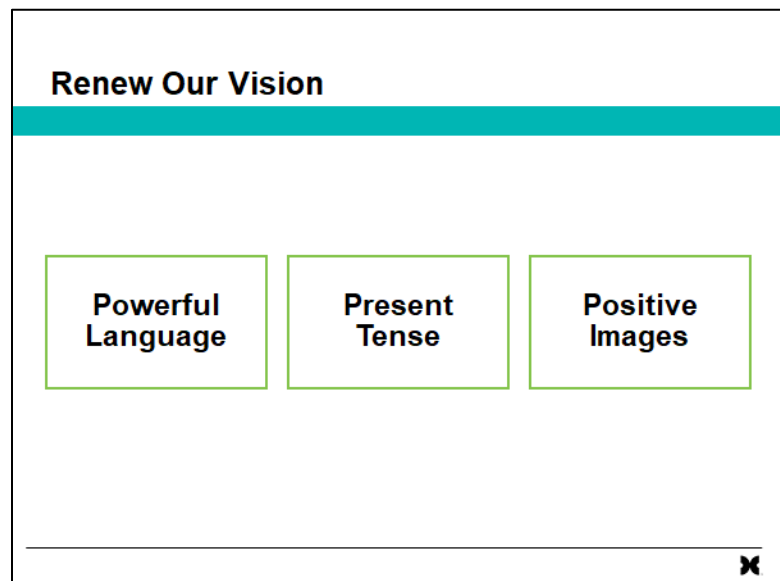 Renew Our Vision
Powerful
Language
Present
Tense
Positive
Images